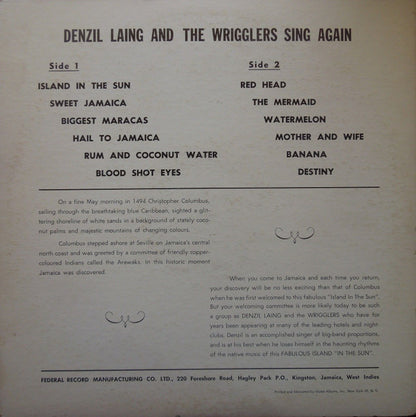 DENZIL LAING AND THE WRIGGLERS SING AGAIN
Side 1
ISLAND IN THE SUN
SWEET JAMAICA
BIGGEST MARACAS
HAIL TO JAMAICA
RUM AND COCONUT WATER
BLOOD SHOT EYES
Side 2
RED HEAD
THE MERMAID
WATERMELON
MOTHER AND WIFE
BANANA
DESTINY
On a fine May morning in 1494 Christopher Columbus,
sailing through the breathtaking blue Caribbean, sighted a glit-
tering shoreline of white sands in a background of stately coco-
nut palms and majestic mountains of changing colours.
Columbus stepped ashore at Seville on Jamaica's central
north coast and was greeted by a committee of friendly copper-
coloured Indians called the Arawaks. In this historic moment
Jamaica was discovered.
When you come to Jamaica and each time you return,
your discovery will be no less exciting than that of Columbus
when he was first welcomed to this fabulous "Island In The Sun".
But your welcoming committee is more likely today to be such
a group as DENZIL LAING and the WRIGGLERS who have for
years been appearing at many of the leading hotels and night-
clubs. Denzil is an accomplished singer of big-band proportions,
and is at his best when he loses himself in the haunting rhythms
of the native music of this FABULOUS ISLAND "IN THE SUN".
FEDERAL RECORD MANUFACTURING CO. LTD., 220 Foreshore Road, Hagley Park P.O., Kingston, Jamaica, West Indies